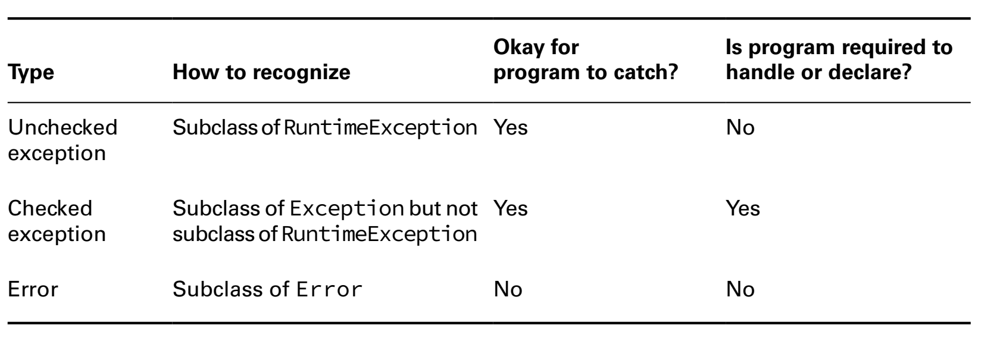 Type How to recognize Okay for program to catch? Is program required to handle or declare?
Unchecked exception Subclass of RuntimeException Yes No
Checked exception Subclass of Exception but not subclass of RuntimeException Yes Yes
Error Subclass of Error No No